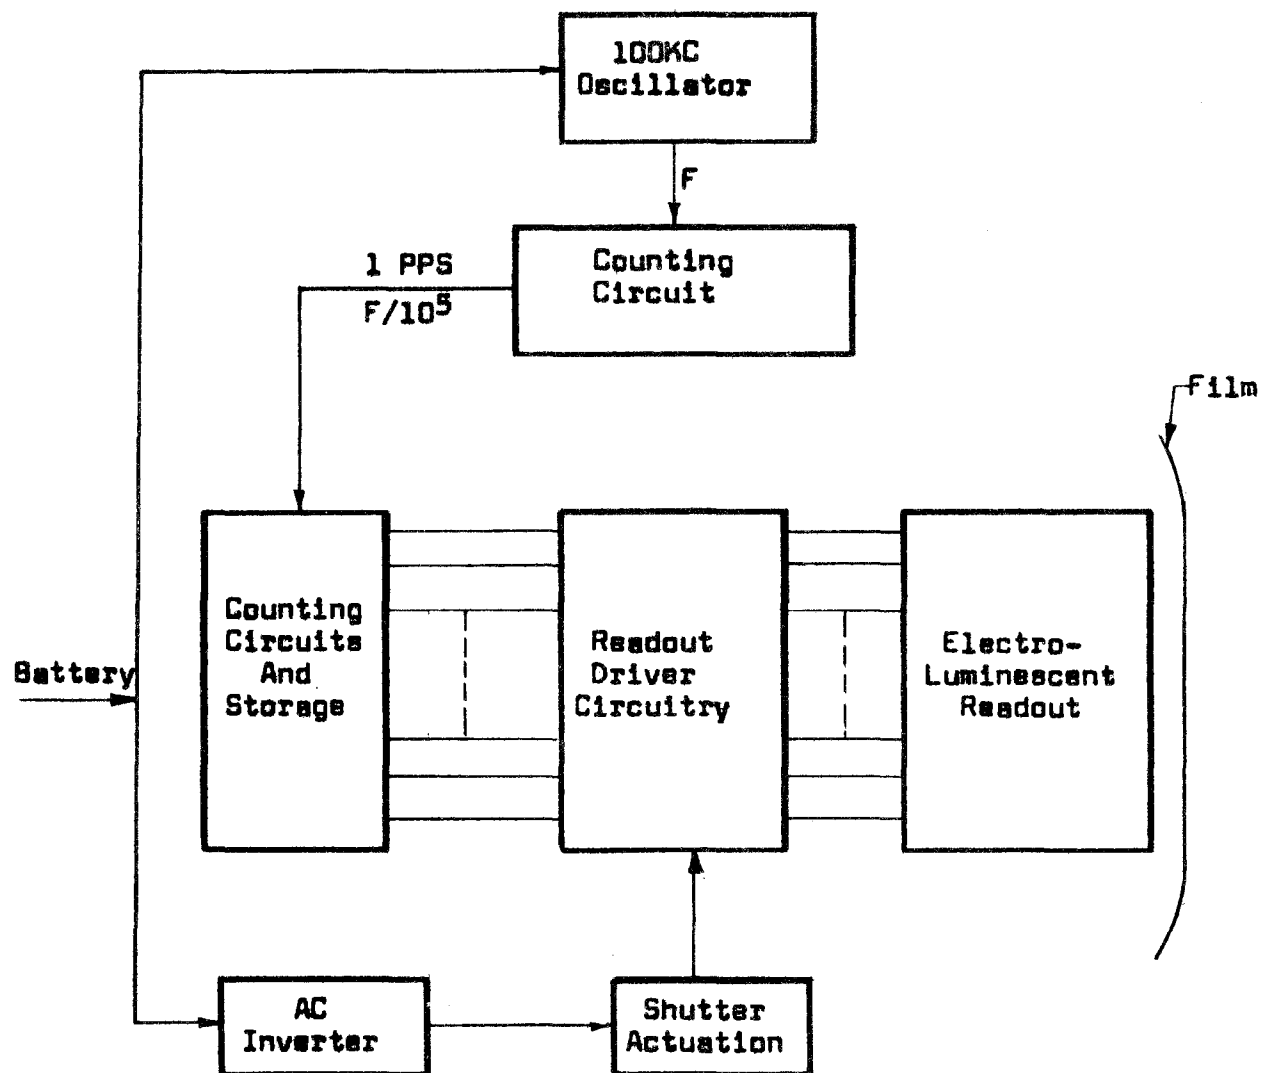 100KC
Oscillator
F
Counting
Circuit
1 PPS
F/10⁵
Film
Counting
Circuits
And
Storage
Readout
Driver
Circuitry
Electro-
Luminescent
Readout
Battery
AC
Inverter
Shutter
Actuation